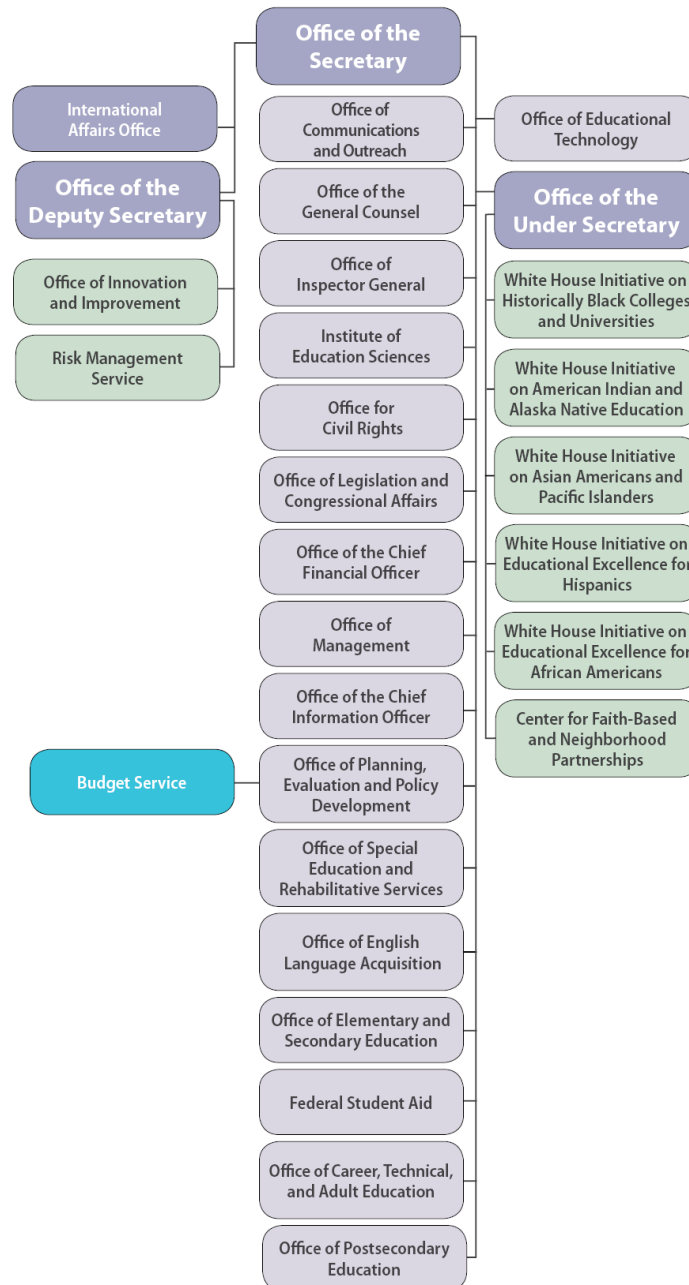 Office of the
Secretary
International
Affairs Office
Office of the
Deputy Secretary
Office of Innovation
and Improvement
Risk Management
Service
Budget Service
Office of
Communications
and Outreach
Office of the
General Counsel
Office of
Inspector General
Institute of
Education Sciences
Office for
Civil Rights
Office of Legislation and
Congressional Affairs
Office of the Chief
Financial Officer
Office of
Management
Office of the Chief
Information Officer
Office of Planning,
Evaluation and Policy
Development
Office of Special
Education and
Rehabilitative Services
Office of English
Language Acquisition
Office of Elementary and
Secondary Education
Federal Student Aid
Office of Career, Technical,
and Adult Education
Office of Postsecondary
Education
Office of Educational
Technology
Office of the
Under Secretary
White House Initiative on
Historically Black Colleges
and Universities
White House Initiative
on American Indian and
Alaska Native Education
White House Initiative
on Asian Americans and
Pacific Islanders
White House Initiative on
Educational Excellence for
Hispanics
White House Initiative on
Educational Excellence for
African Americans
Center for Faith-Based
and Neighborhood
Partnerships